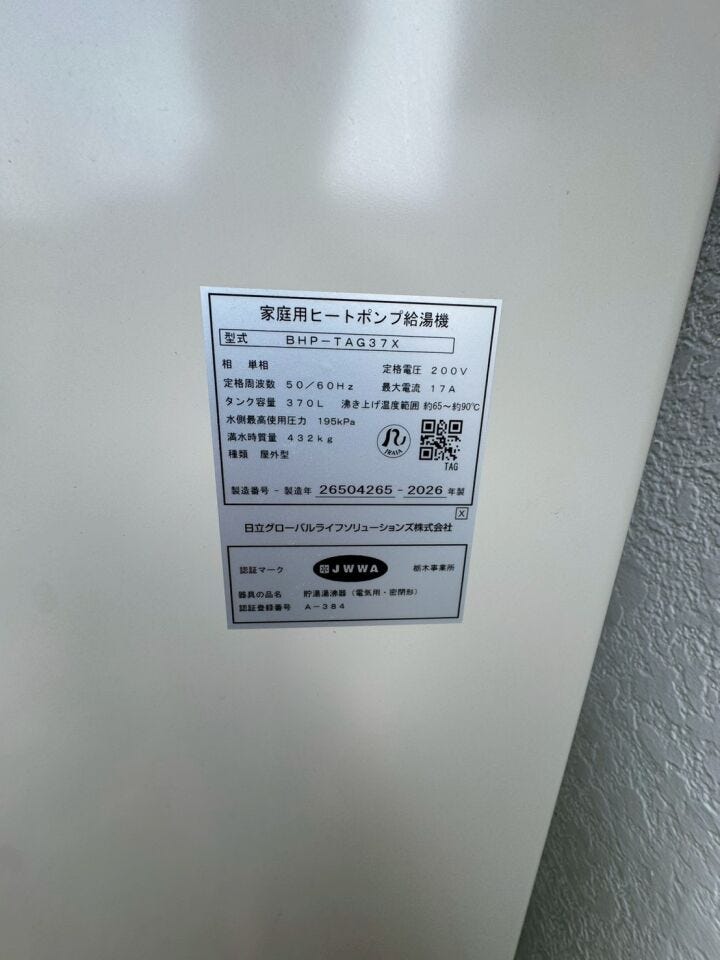 家庭用ヒートポンプ給湯機
型式 BHP-TAG37X
相 単相 定格電圧 200V
定格周波数 50/60Hz 最大電流 17A
タンク容量 370L 沸き上げ温度範囲 約65~約90℃
水側最高使用圧力 195kPa
満水時質量 432kg
種類 屋外型
JRAIA
TAG
製造番号-製造年 26504265-2026年製
X
日立グローバルライフソリューションズ株式会社
認証マーク JWWA 栃木事業所
器具の品名 貯湯湯沸器(電気用・密閉形)
認証登録番号 A-384